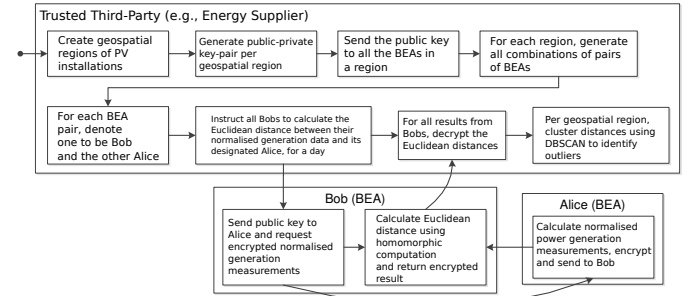 Trusted Third-Party (e.g., Energy Supplier)
Create geospatial
regions of PV
installations
Generate public-private
key-pair per
geospatial region
Send the public key
to all the BEAs in
a region
For each region, generate
all combinations of pairs
of BEAs
For each BEA
pair, denote
one to be Bob
and the other Alice
Instruct all Bobs to calculate the
Euclidean distance between their
normalised generation data and its
designated Alice, for a day
For all results from
Bobs, decrypt the
Euclidean distances
Per geospatial region,
cluster distances using
DBSCAN to identify
outliers
Bob (BEA)
Send public key to
Alice and request
encrypted normalised
generation
measurements
Calculate Euclidean
distance using
homomorphic
computation
and return encrypted
result
Alice (BEA)
Calculate normalised
power generation
measurements, encrypt
and send to Bob